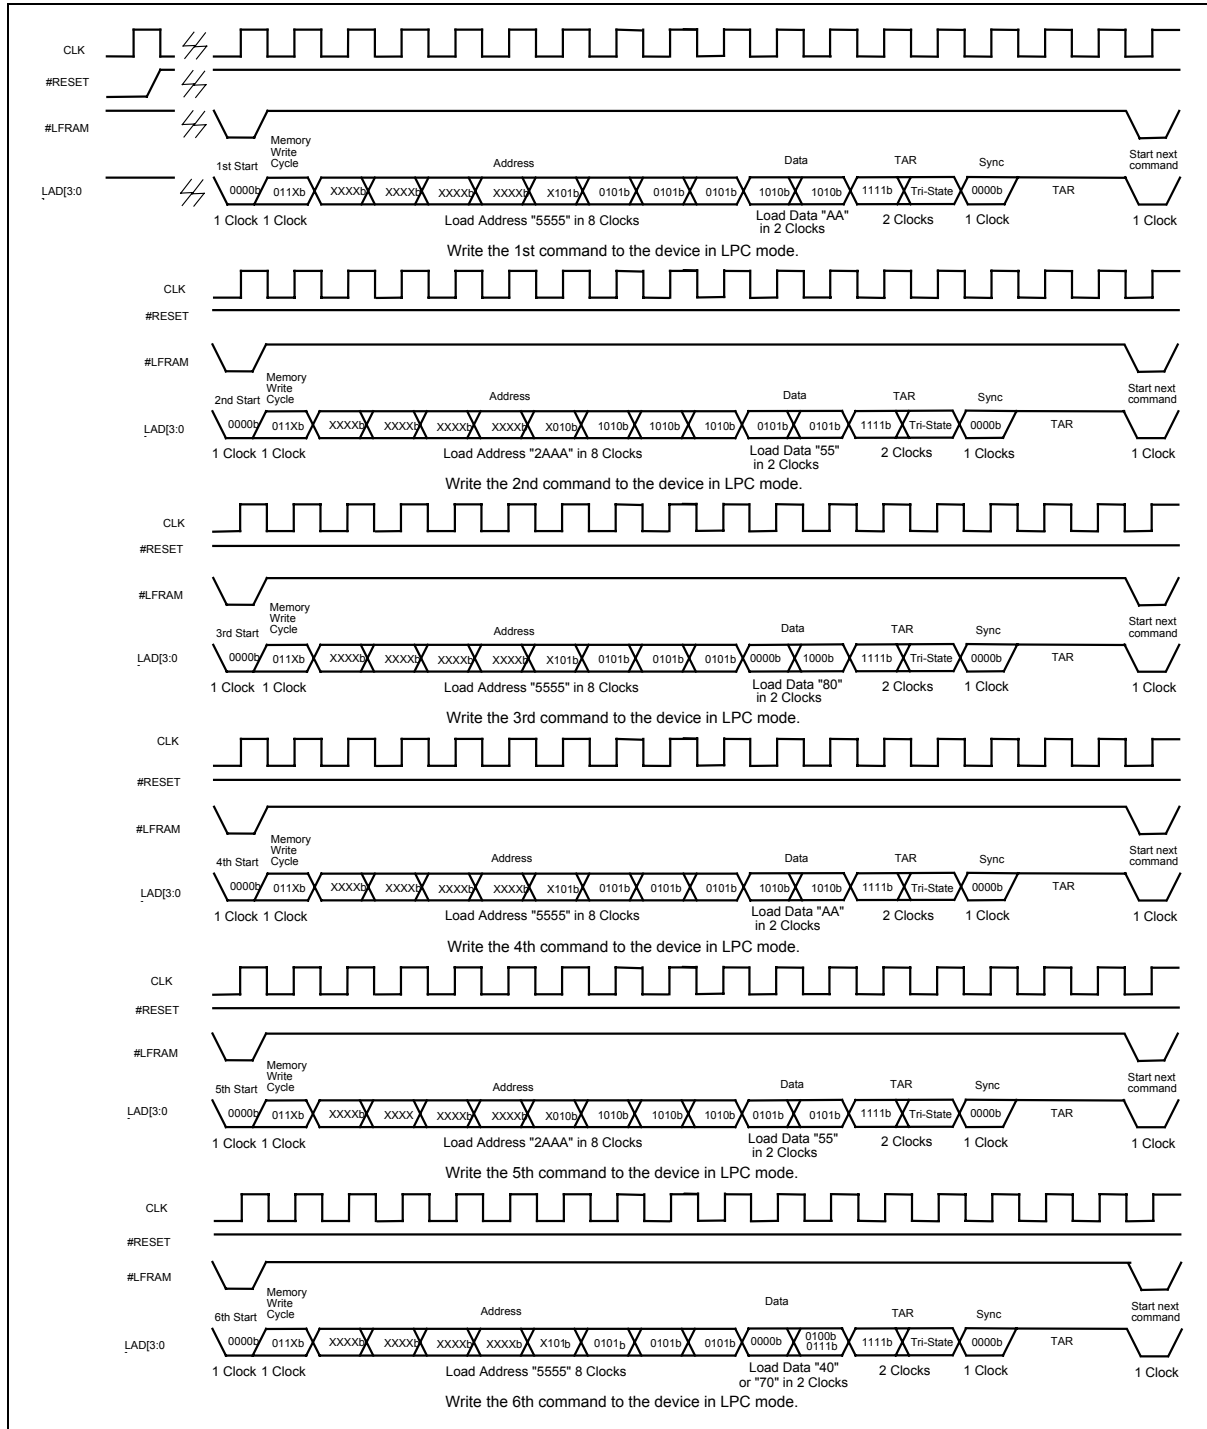 CLK
#RESET
#LFRAM
Memory
Write
1st Start Cycle Address Data TAR Sync Start next
command
LAD[3:0 0000b 011Xb XXXXb XXXXb XXXXb XXXXb X101b 0101b 0101b 0101b 1010b 1010b 1111b Tri-State 0000b TAR
1 Clock 1 Clock Load Address "5555" in 8 Clocks Load Data "AA"
in 2 Clocks 2 Clocks 1 Clock 1 Clock
Write the 1st command to the device in LPC mode.
CLK
#RESET
#LFRAM
Memory
Write
2nd Start Cycle Address Data TAR Sync Start next
command
LAD[3:0 0000b 011Xb XXXXb XXXXb XXXXb XXXXb X010b 1010b 1010b 1010b 0101b 0101b 1111b Tri-State 0000b TAR
1 Clock 1 Clock Load Address "2AAA" in 8 Clocks Load Data "55"
in 2 Clocks 2 Clocks 1 Clocks 1 Clock
Write the 2nd command to the device in LPC mode.
CLK
#RESET
#LFRAM
Memory
Write
3rd Start Cycle Address Data TAR Sync Start next
command
LAD[3:0 0000b 011Xb XXXXb XXXXb XXXXb XXXXb X101b 0101b 0101b 0101b 0000b 1000b 1111b Tri-State 0000b TAR
1 Clock 1 Clock Load Address "5555" in 8 Clocks Load Data "80"
in 2 Clocks 2 Clocks 1 Clock 1 Clock
Write the 3rd command to the device in LPC mode.
CLK
#RESET
#LFRAM
Memory
Write
4th Start Cycle Address Data TAR Sync Start next
command
LAD[3:0 0000b 011Xb XXXXb XXXXb XXXXb XXXXb X101b 0101b 0101b 0101b 1010b 1010b 1111b Tri-State 0000b TAR
1 Clock 1 Clock Load Address "5555" in 8 Clocks Load Data "AA"
in 2 Clocks 2 Clocks 1 Clock 1 Clock
Write the 4th command to the device in LPC mode.
CLK
#RESET
#LFRAM
Memory
Write
5th Start Cycle Address Data TAR Sync Start next
command
LAD[3:0 0000b 011Xb XXXXb XXXX XXXXb XXXXb X010b 1010b 1010b 1010b 0101b 0101b 1111b Tri-State 0000b TAR
1 Clock 1 Clock Load Address "2AAA" in 8 Clocks Load Data "55"
in 2 Clocks 2 Clocks 1 Clock 1 Clock
Write the 5th command to the device in LPC mode.
CLK
#RESET
#LFRAM
Memory
Write
6th Start Cycle Address Data TAR Sync Start next
command
LAD[3:0 0000b 011Xb XXXXb XXXXb XXXXb XXXXb X101b 0101b 0101b 0101b 0000b 0100b
0111b 1111b Tri-State 0000b TAR
1 Clock 1 Clock Load Address "5555" 8 Clocks Load Data "40"
or "70" in 2 Clocks 2 Clocks 1 Clock 1 Clock
Write the 6th command to the device in LPC mode.